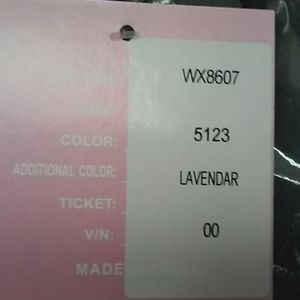 WX8607
COLOR: 5123
ADDITIONAL COLOR: LAVENDAR
TICKET:
V/N: 00
MADE